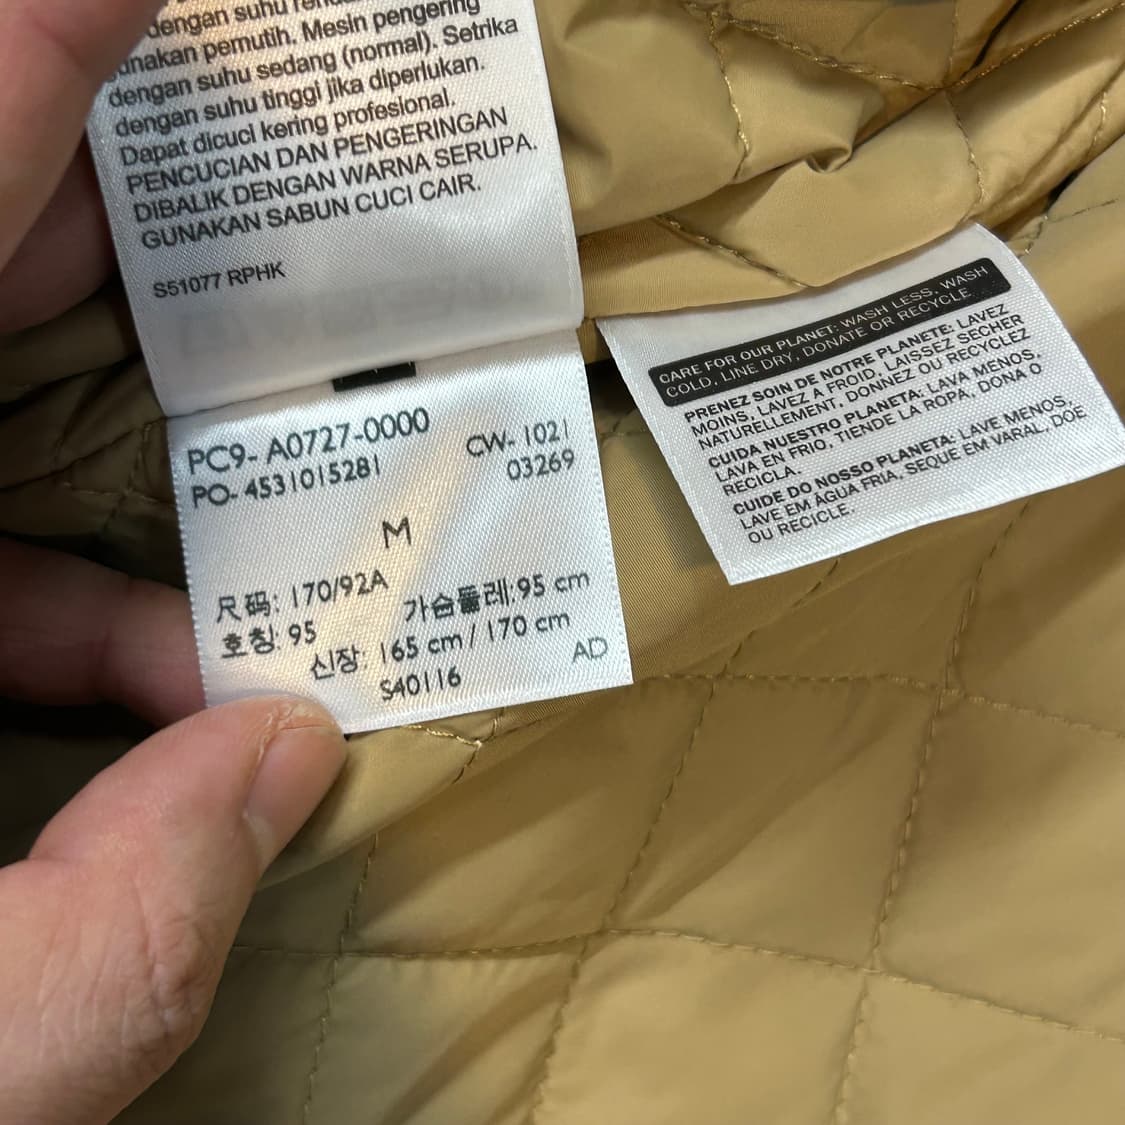 dengan suhu
gunakan pemutih. Mesin pengering
dengan suhu sedang (normal). Setrika
dengan suhu tinggi jika diperlukan.
Dapat dicuci kering profesional.
PENCUCIAN DAN PENGERINGAN
DIBALIK DENGAN WARNA SERUPA.
GUNAKAN SABUN CUCI CAIR.
S51077 RPHK
PC9- A0727-0000
CW- 1021
PO- 4531015281
03269
M
尺码: 170/92A
가슴둘레:95 cm
호칭: 95
신장: 165 cm / 170 cm
S40116
AD
CARE FOR OUR PLANET: WASH LESS, WASH
COLD, LINE DRY, DONATE OR RECYCLE
PRENEZ SOIN DE NOTRE PLANETE: LAVEZ
MOINS, LAVEZ A FROID, LAISSEZ SECHER
NATURELLEMENT, DONNEZ OU RECYCLEZ
CUIDA NUESTRO PLANETA: LAVA MENOS,
LAVA EN FRIO, TIENDE LA ROPA, DONA O
RECICLA.
CUIDE DO NOSSO PLANETA: LAVE MENOS,
LAVE EM ÁGUA FRIA, SEQUE EM VARAL, DOE
OU RECICLE.